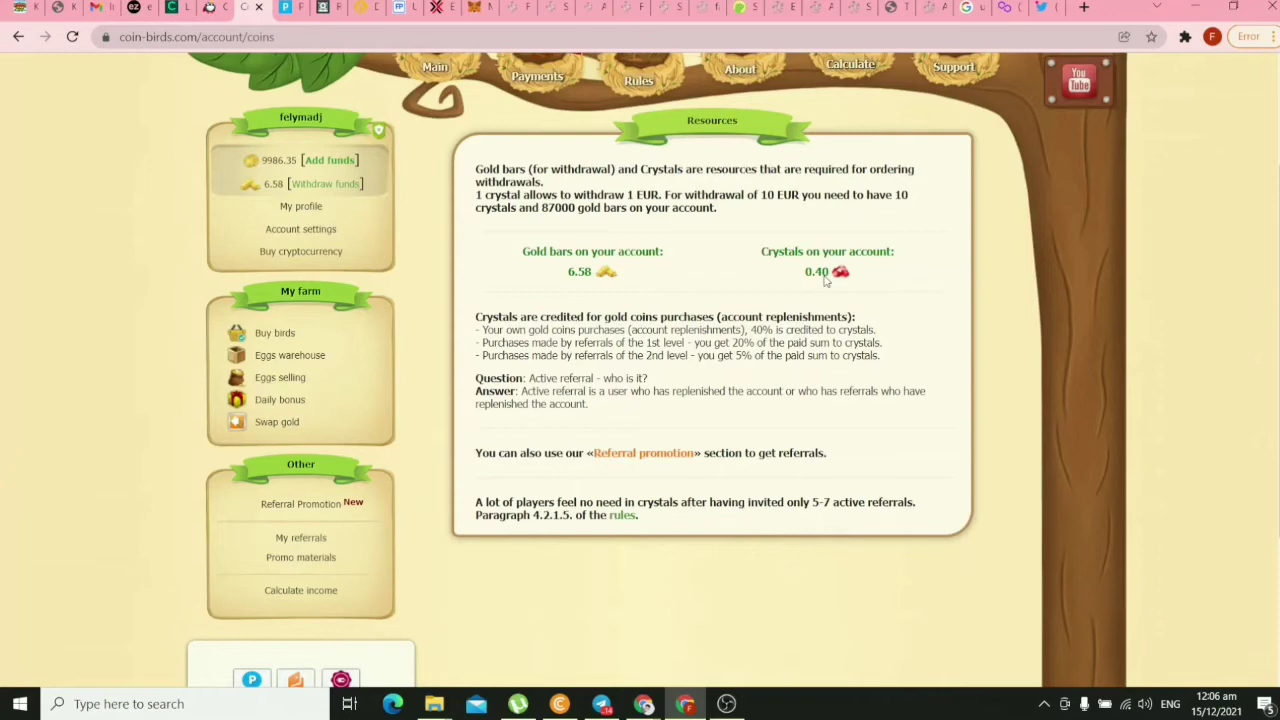 coin-birds.com/account/coins
Error
Main
Payments
Rules
About
Calculate
Support
You
Tube
felymadj
9986.35 [Add funds]
6.58 [Withdraw funds]
My profile
Account settings
Buy cryptocurrency
My farm
Buy birds
Eggs warehouse
Eggs selling
Daily bonus
Swap gold
Other
Referral Promotion New
My referrals
Promo materials
Calculate income
Resources
Gold bars (for withdrawal) and Crystals are resources that are required for ordering
withdrawals.
1 crystal allows to withdraw 1 EUR. For withdrawal of 10 EUR you need to have 10
crystals and 87000 gold bars on your account.
Gold bars on your account:
6.58
Crystals on your account:
0.40
Crystals are credited for gold coins purchases (account replenishments):
- Your own gold coins purchases (account replenishments), 40% is credited to crystals.
- Purchases made by referrals of the 1st level - you get 20% of the paid sum to crystals.
- Purchases made by referrals of the 2nd level - you get 5% of the paid sum to crystals.
Question: Active referral - who is it?
Answer: Active referral is a user who has replenished the account or who has referrals who have
replenished the account.
You can also use our «Referral promotion» section to get referrals.
A lot of players feel no need in crystals after having invited only 5-7 active referrals.
Paragraph 4.2.1.5. of the rules.
Type here to search
ENG
12:06 am
15/12/2021